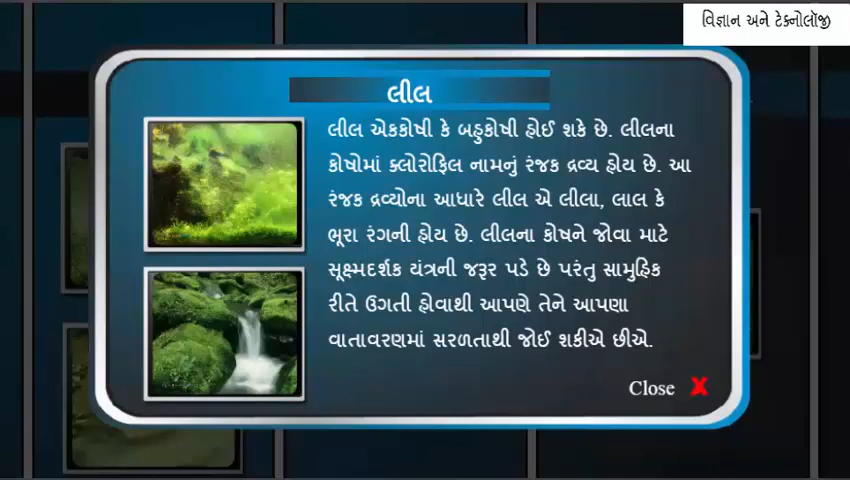 વિજ્ઞાન અને ટેક્નોલૉજી
લીલ
લીલ એકકોષી કે બહુકોષી હોઈ શકે છે. લીલના
કોષોમાં ક્લોરોફિલ નામનું રંજક દ્રવ્ય હોય છે. આ
રંજક દ્રવ્યોના આધારે લીલ એ લીલા, લાલ કે
ભૂરા રંગની હોય છે. લીલના કોષને જોવા માટે
સૂક્ષ્મદર્શક યંત્રની જરૂર પડે છે પરંતુ સામુહિક
રીતે ઉગતી હોવાથી આપણે તેને આપણા
વાતાવરણમાં સરળતાથી જોઈ શકીએ છીએ.
Close X